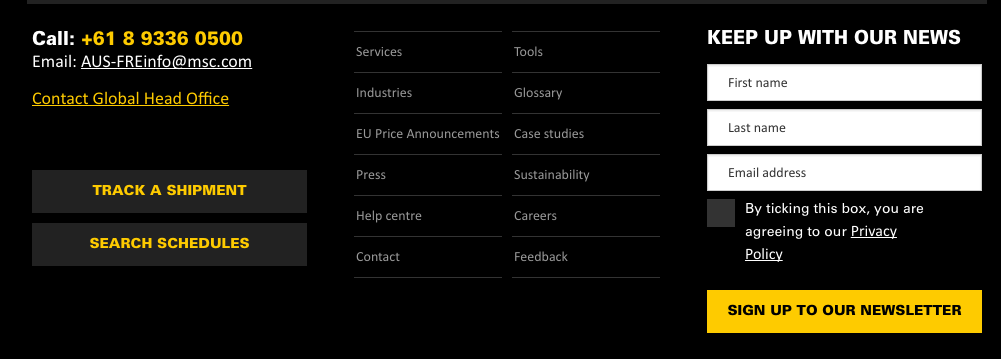 Call: +61 8 9336 0500
Email: AUS-FREinfo@msc.com
Contact Global Head Office
TRACK A SHIPMENT
SEARCH SCHEDULES
Services
Industries
EU Price Announcements
Press
Help centre
Contact
Tools
Glossary
Case studies
Sustainability
Careers
Feedback
KEEP UP WITH OUR NEWS
First name
Last name
Email address
By ticking this box, you are
agreeing to our Privacy
Policy
SIGN UP TO OUR NEWSLETTER